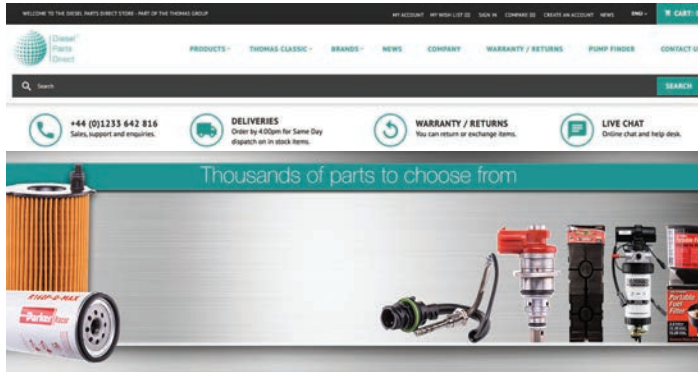 WELCOME TO THE DIESEL PARTS DIRECT STORE - PART OF THE THOMAS GROUP
MY ACCOUNT MY WISH LIST (0) SIGN IN COMPARE (0) CREATE AN ACCOUNT NEWS
CART:
Diesel
Parts
Direct
PRODUCTS THOMAS CLASSIC BRANDS NEWS COMPANY WARRANTY / RETURNS PUMP FINDER CONTACT U
Search
SEARCH
+44 (0)1233 642 816
Sales, support and enquiries.
DELIVERIES
Order by 4:00pm for Same Day
dispatch on in stock items.
WARRANTY / RETURNS
You can return or exchange items.
LIVE CHAT
Online chat and help desk.
Thousands of parts to choose from
Parker
Portable
Fuel
Filter